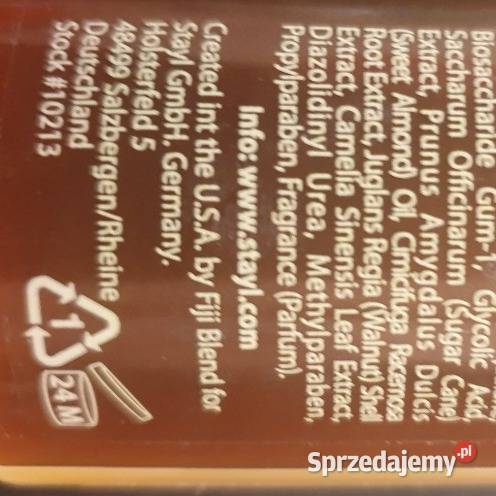 Biosaccharide Gum-1, Glycolic Acid,
Saccharum Officinarum (Sugar Cane)
Extract, Prunus Amygdalus Dulcis
(Sweet Almond) Oil, Cimicifuga Racemosa
Root Extract, Juglans Regia (Walnut) Shell
Extract, Camellia Sinensis Leaf Extract,
Diazolidinyl Urea, Methylparaben,
Propylparaben, Fragrance (Parfum).
Info: www.stayl.com
Created int the U.S.A. by Fiji Blend for
Stayl GmbH, Germany.
Holsterfeld 5
48499 Salzbergen/Rheine
Deutschland
Stock #10213
1
24 M
Sprzedajemy.pl